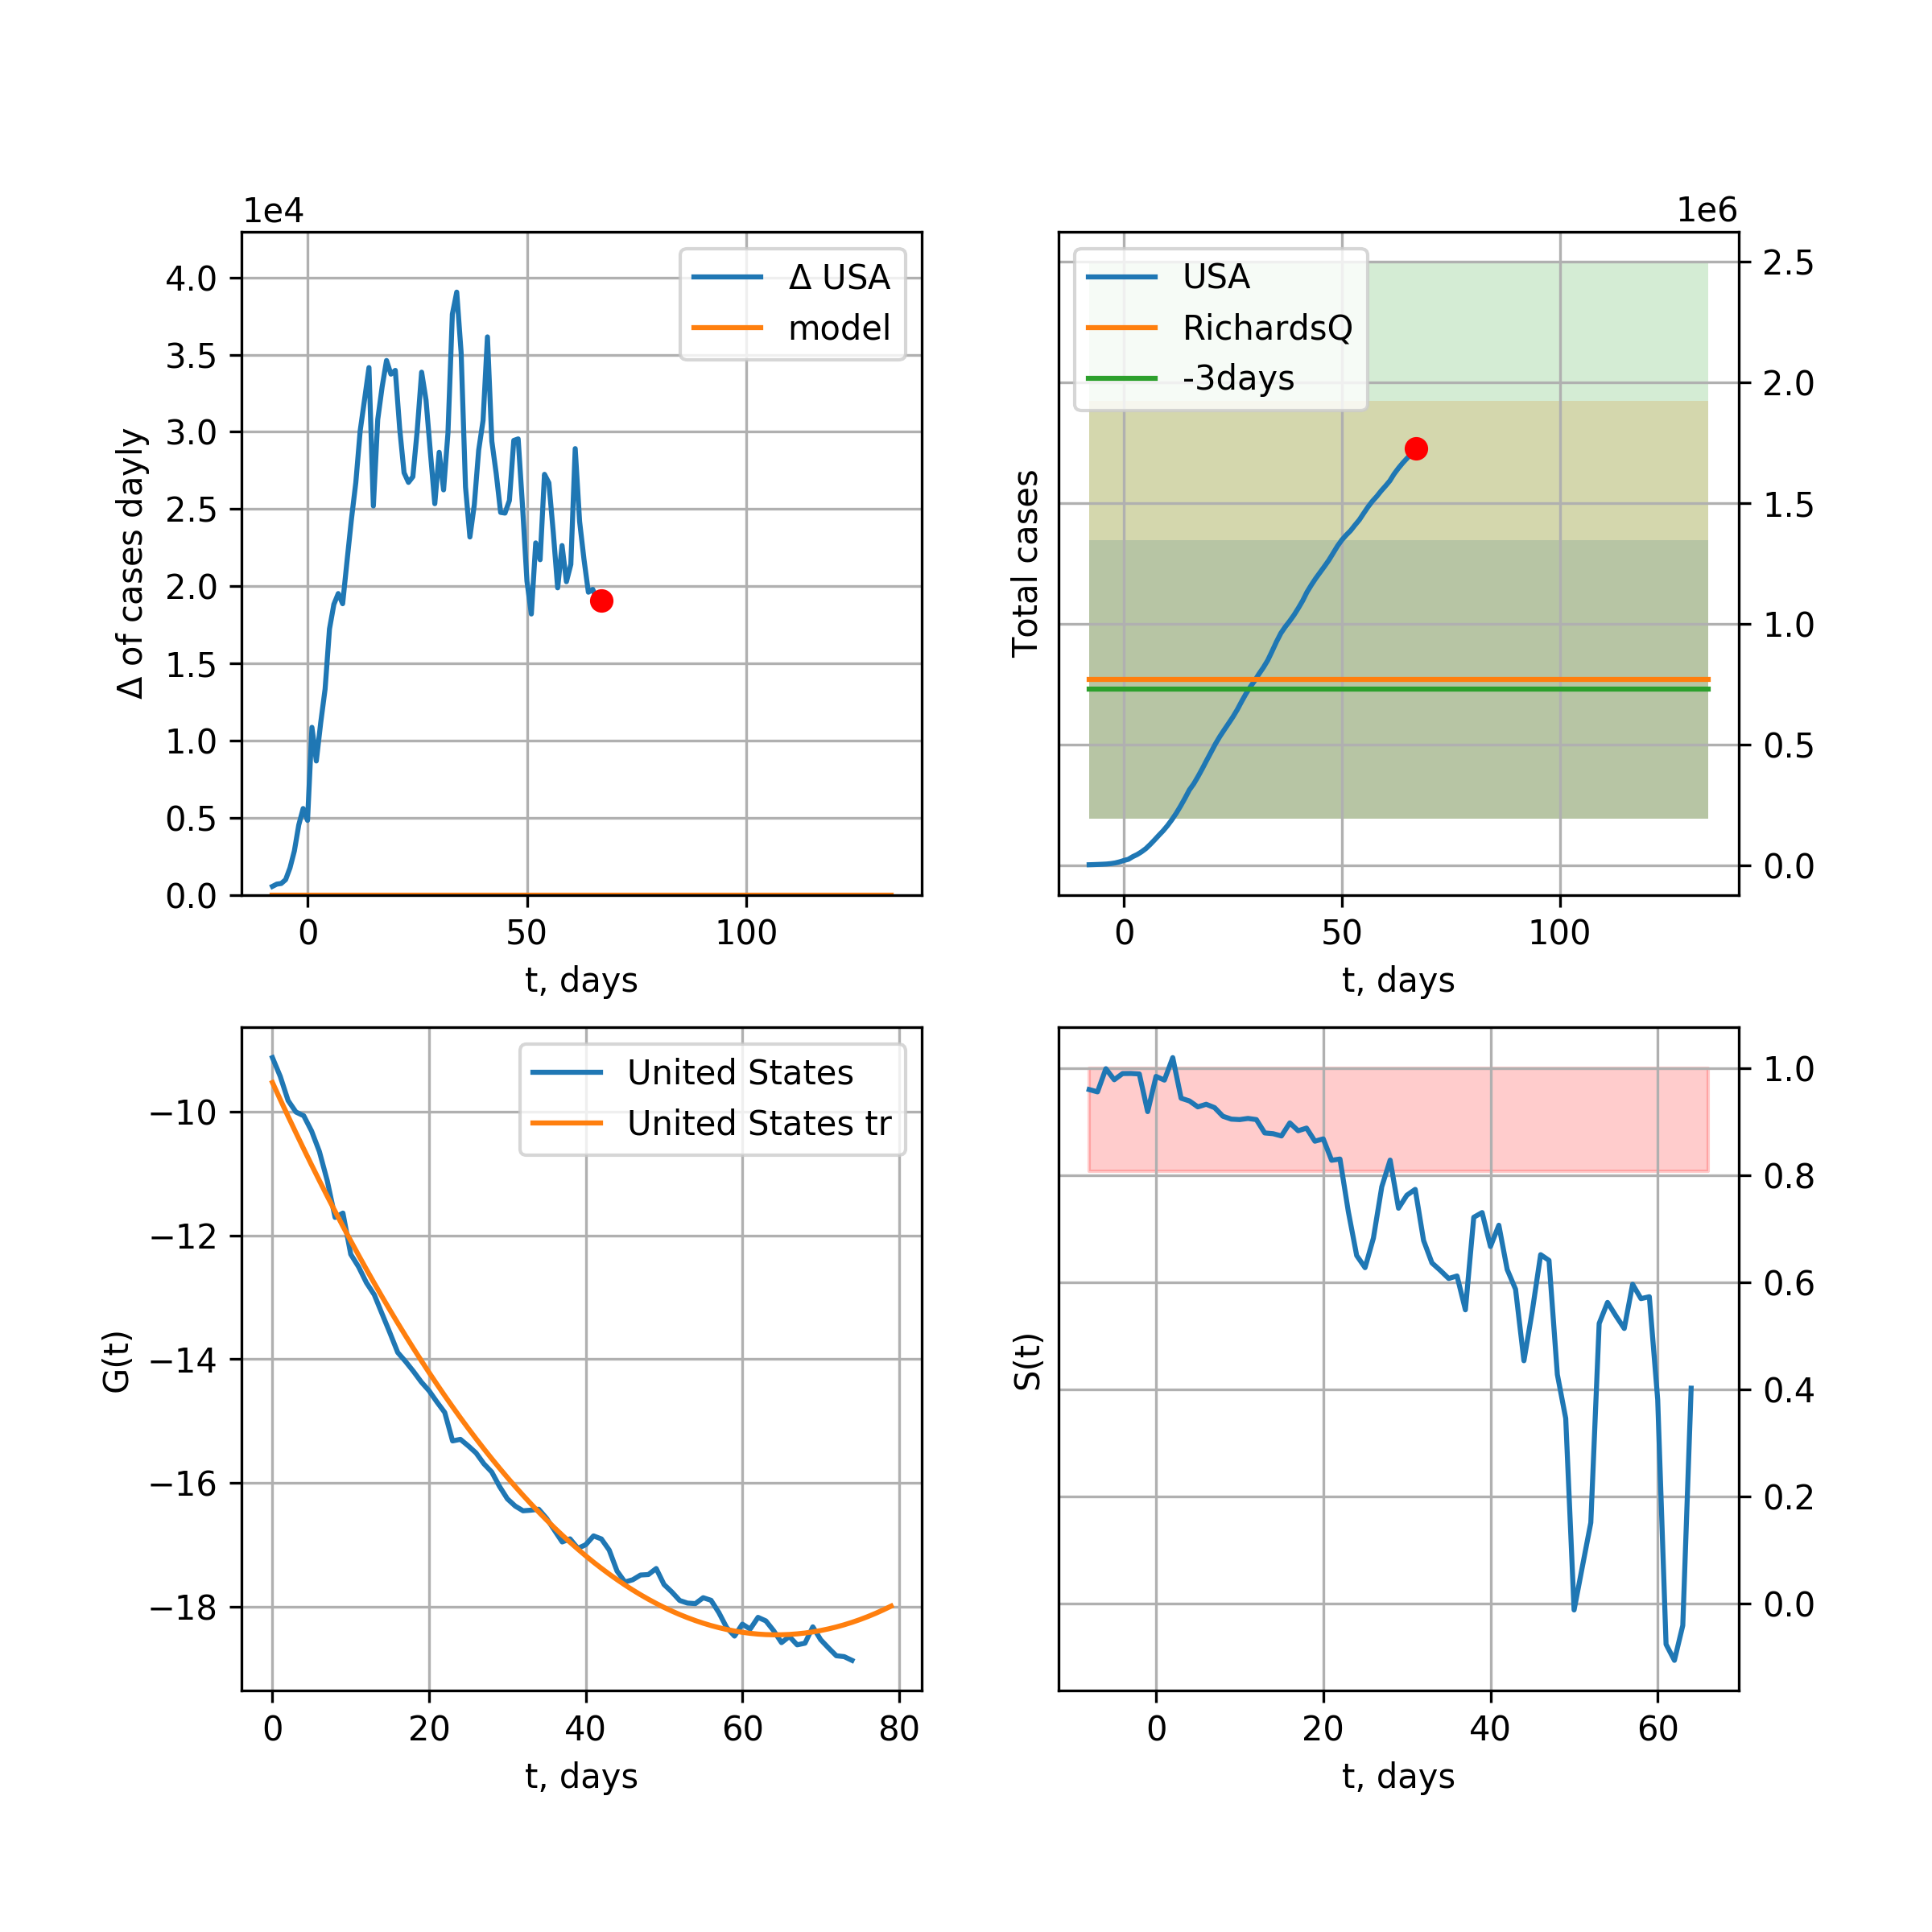 1e4
4.0
3.5
3.0
2.5
2.0
1.5
1.0
0.5
0.0
Δ of cases dayly
Δ USA
model
0 50 100
t, days
1e6
USA
RichardsQ
-3days
Total cases
2.5
2.0
1.5
1.0
0.5
0.0
0 50 100
t, days
United States
United States tr
G(t)
−10
−12
−14
−16
−18
0 20 40 60 80
t, days
S(t)
1.0
0.8
0.6
0.4
0.2
0.0
0 20 40 60
t, days